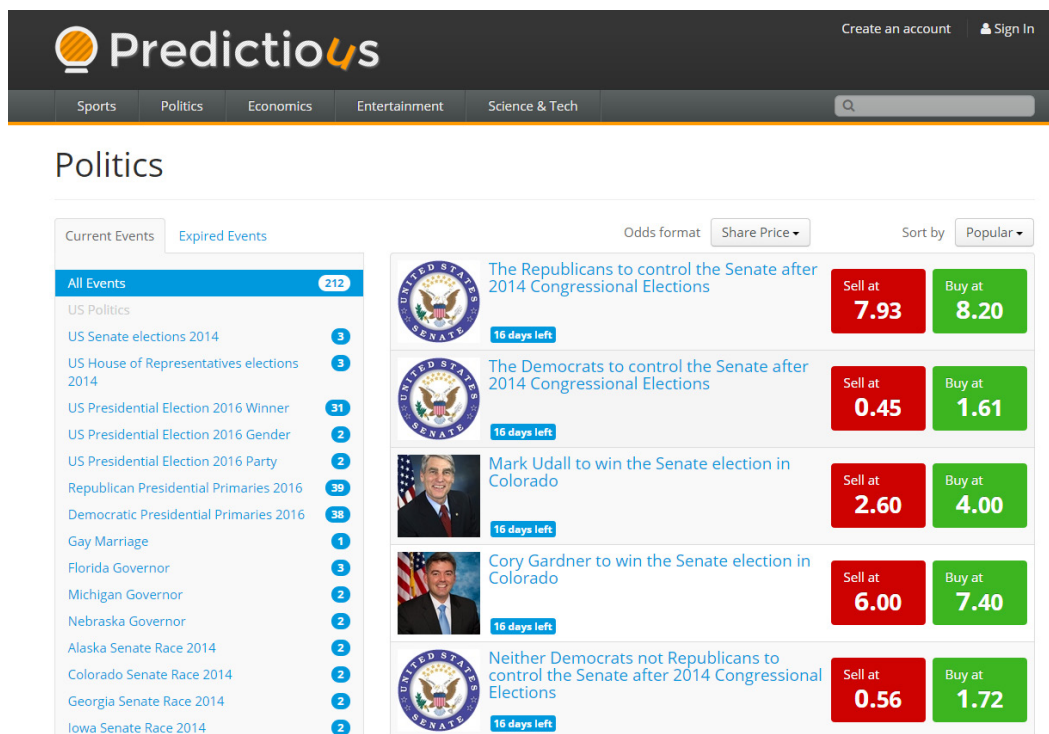 Predictious
Create an account
Sign In
Sports
Politics
Economics
Entertainment
Science & Tech
Politics
Current Events
Expired Events
Odds format
Share Price
Sort by
Popular
All Events 212
US Politics
US Senate elections 2014 3
US House of Representatives elections 3
2014
US Presidential Election 2016 Winner 31
US Presidential Election 2016 Gender 2
US Presidential Election 2016 Party 2
Republican Presidential Primaries 2016 39
Democratic Presidential Primaries 2016 38
Gay Marriage 1
Florida Governor 3
Michigan Governor 2
Nebraska Governor 2
Alaska Senate Race 2014 2
Colorado Senate Race 2014 2
Georgia Senate Race 2014 2
Iowa Senate Race 2014 2
UNITED STATES
SENATE
The Republicans to control the Senate after
2014 Congressional Elections
16 days left
Sell at
7.93
Buy at
8.20
UNITED STATES
SENATE
The Democrats to control the Senate after
2014 Congressional Elections
16 days left
Sell at
0.45
Buy at
1.61
Mark Udall to win the Senate election in
Colorado
16 days left
Sell at
2.60
Buy at
4.00
Cory Gardner to win the Senate election in
Colorado
16 days left
Sell at
6.00
Buy at
7.40
UNITED STATES
SENATE
Neither Democrats not Republicans to
control the Senate after 2014 Congressional
Elections
16 days left
Sell at
0.56
Buy at
1.72